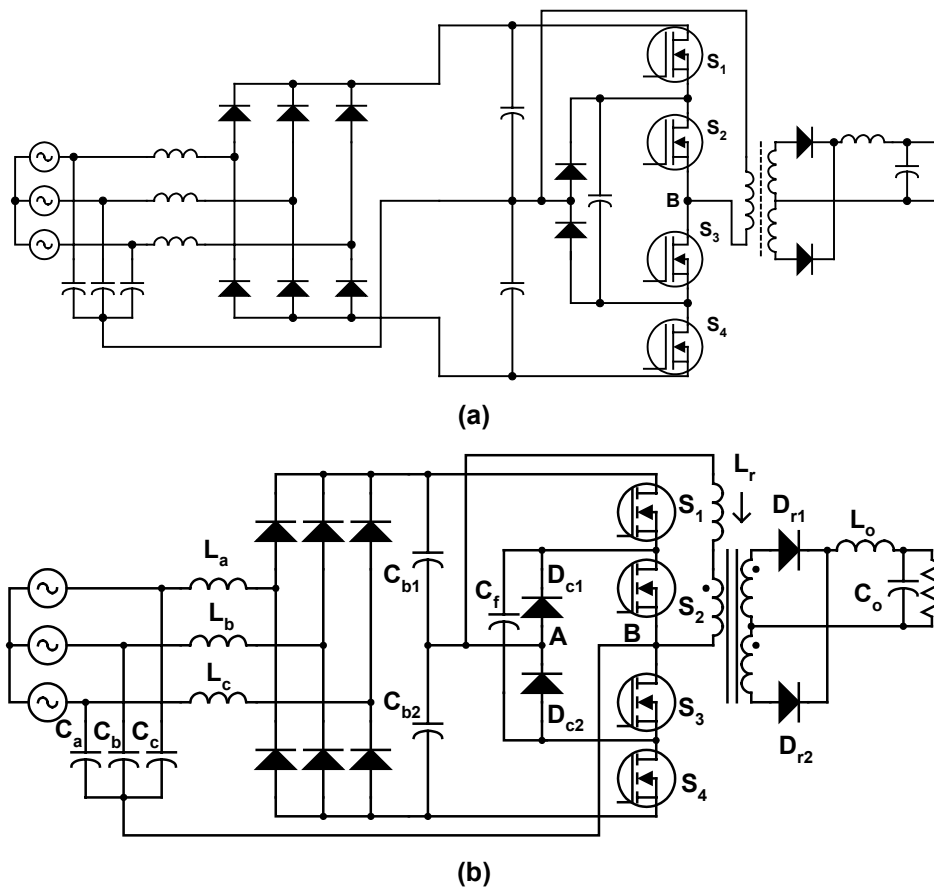 S1
S2
B
S3
S4
(a)
Lr
S1
Dr1
Lo
La
Cb1
Cf
Dc1
S2
Co
Lb
A
B
Lc
Cb2
Dc2
S3
Ca
Cb
Cc
Dr2
S4
(b)